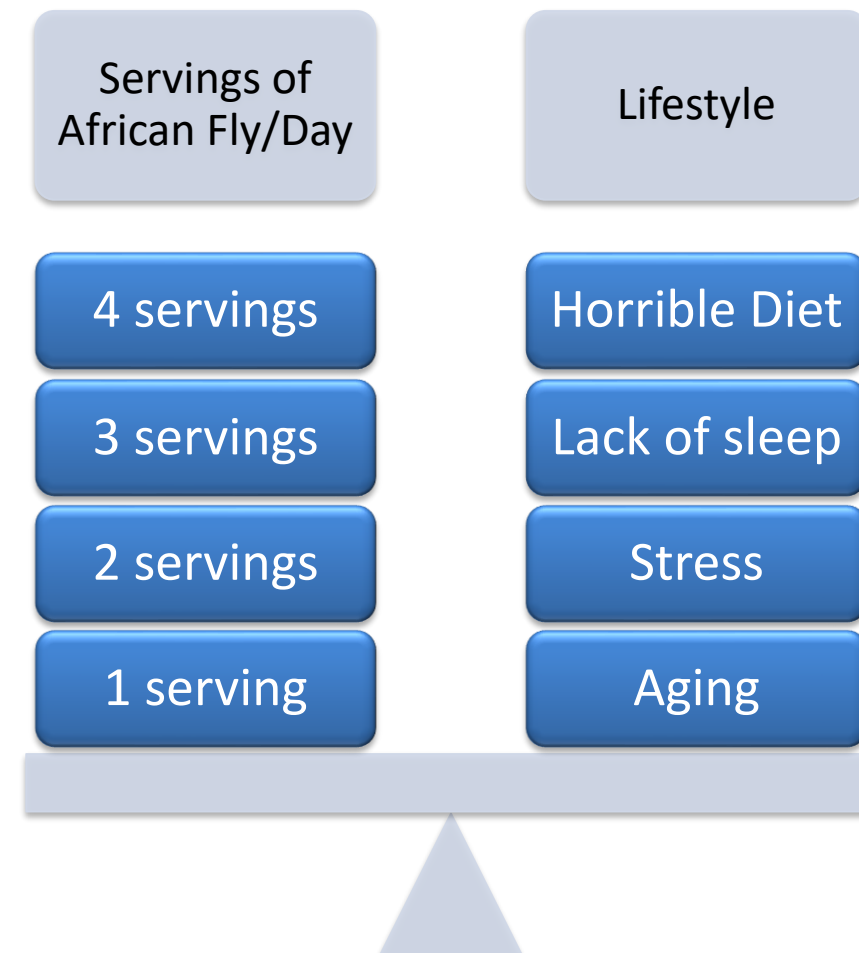 Servings of
African Fly/Day
4 servings
3 servings
2 servings
1 serving
Lifestyle
Horrible Diet
Lack of sleep
Stress
Aging